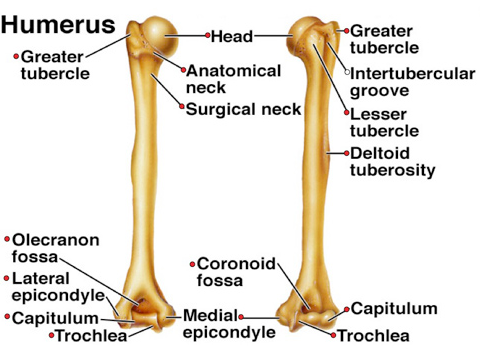 Humerus
Greater
tubercle
Head
Anatomical
neck
Surgical neck
Greater
tubercle
Intertubercular
groove
Lesser
tubercle
Deltoid
tuberosity
Olecranon
fossa
Lateral
epicondyle
Capitulum
Trochlea
Coronoid
fossa
Medial
epicondyle
Capitulum
Trochlea